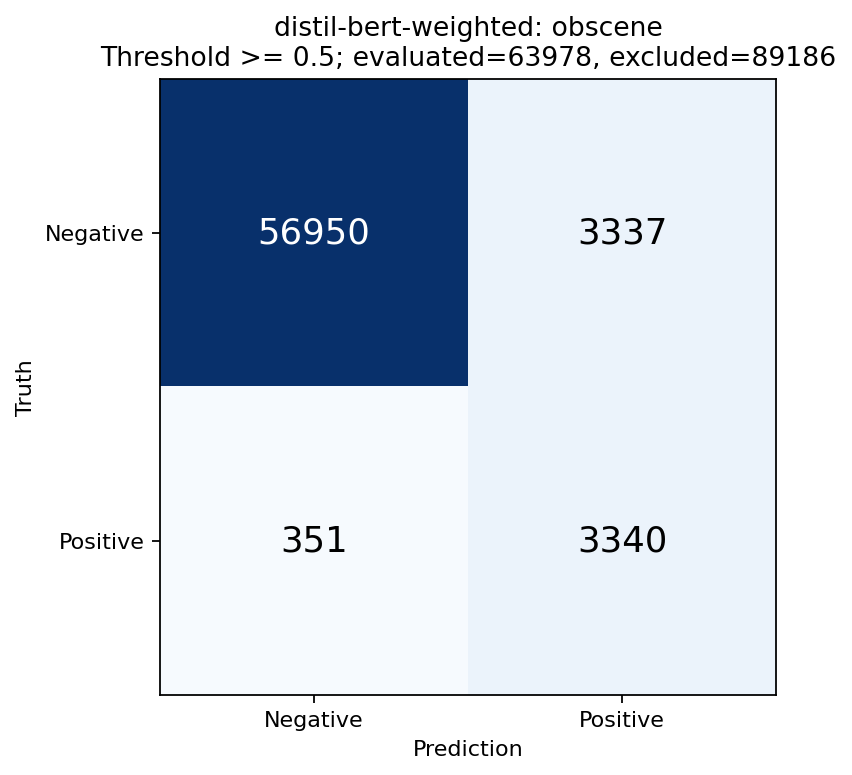 distil-bert-weighted: obscene
Threshold >= 0.5; evaluated=63978, excluded=89186
Truth
Negative
56950
3337
Positive
351
3340
Negative
Positive
Prediction